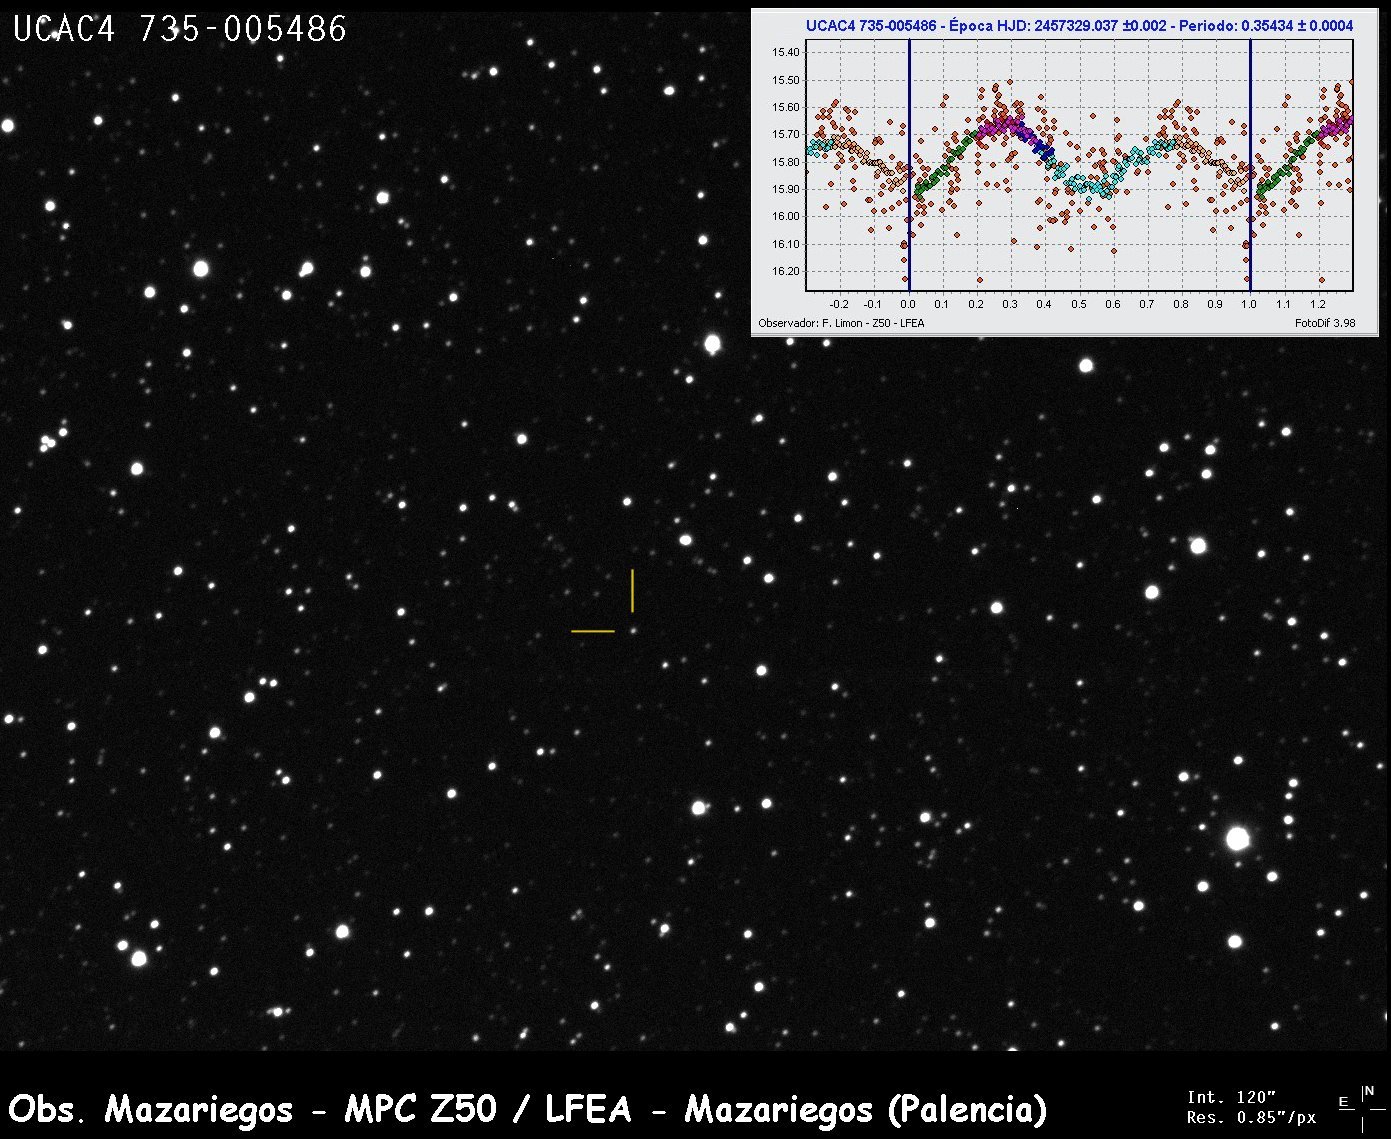 UCAC4 735-005486
UCAC4 735-005486 - Época HJD: 2457329.037 ±0.002 - Periodo: 0.35434 ± 0.0004
15.40
15.50
15.60
15.70
15.80
15.90
16.00
16.10
16.20
-0.2 -0.1 0.0 0.1 0.2 0.3 0.4 0.5 0.6 0.7 0.8 0.9 1.0 1.1 1.2
Observador: F. Limon - Z50 - LFEA FotoDif 3.98
Obs. Mazariegos - MPC Z50 / LFEA - Mazariegos (Palencia)
Int. 120"
Res. 0.85"/px
N
E